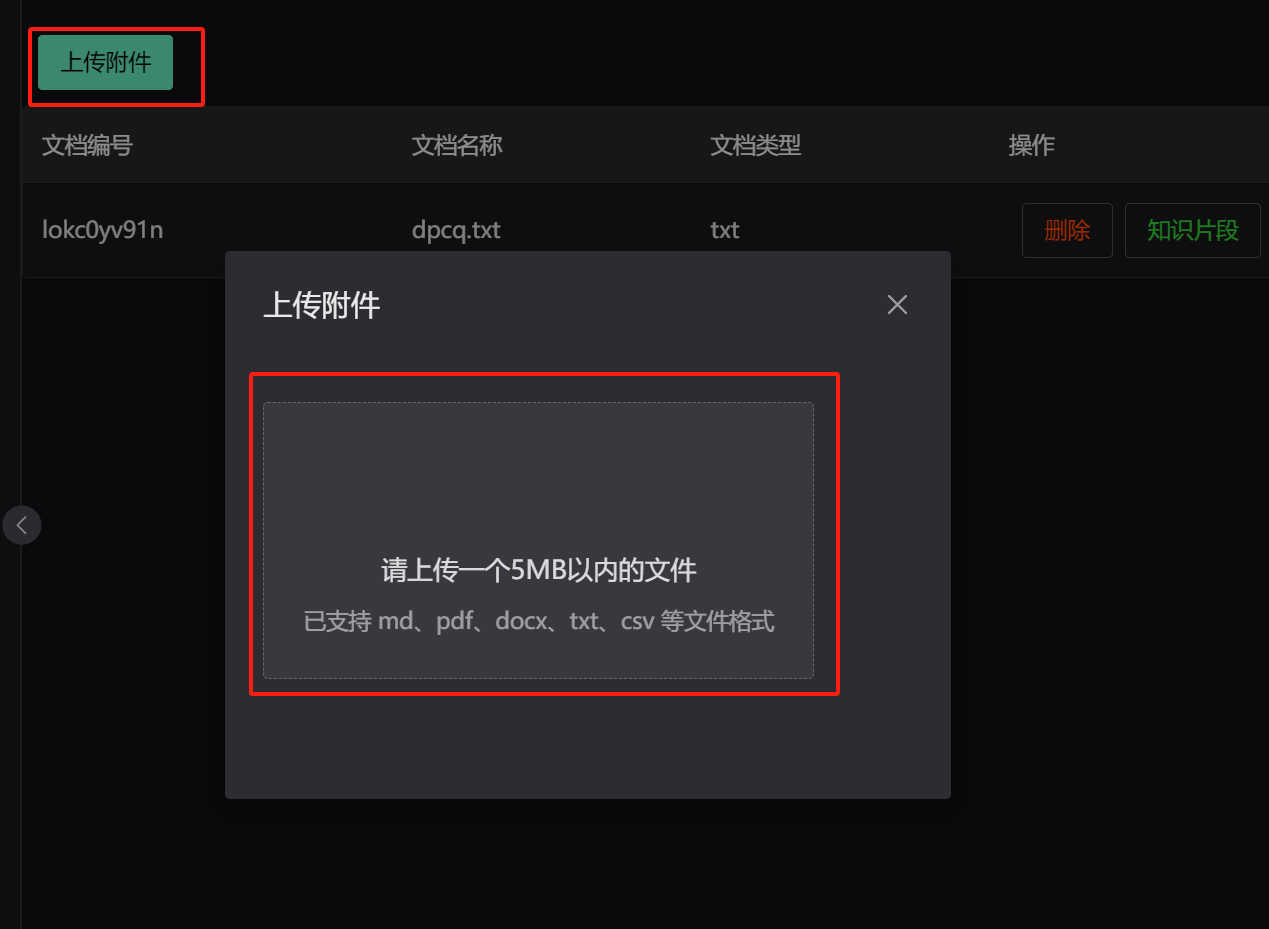 上传附件
文档编号 文档名称 文档类型 操作
lokc0yv91n dpcq.txt txt 删除 知识片段
上传附件
请上传一个5MB以内的文件
已支持 md、pdf、docx、txt、csv 等文件格式